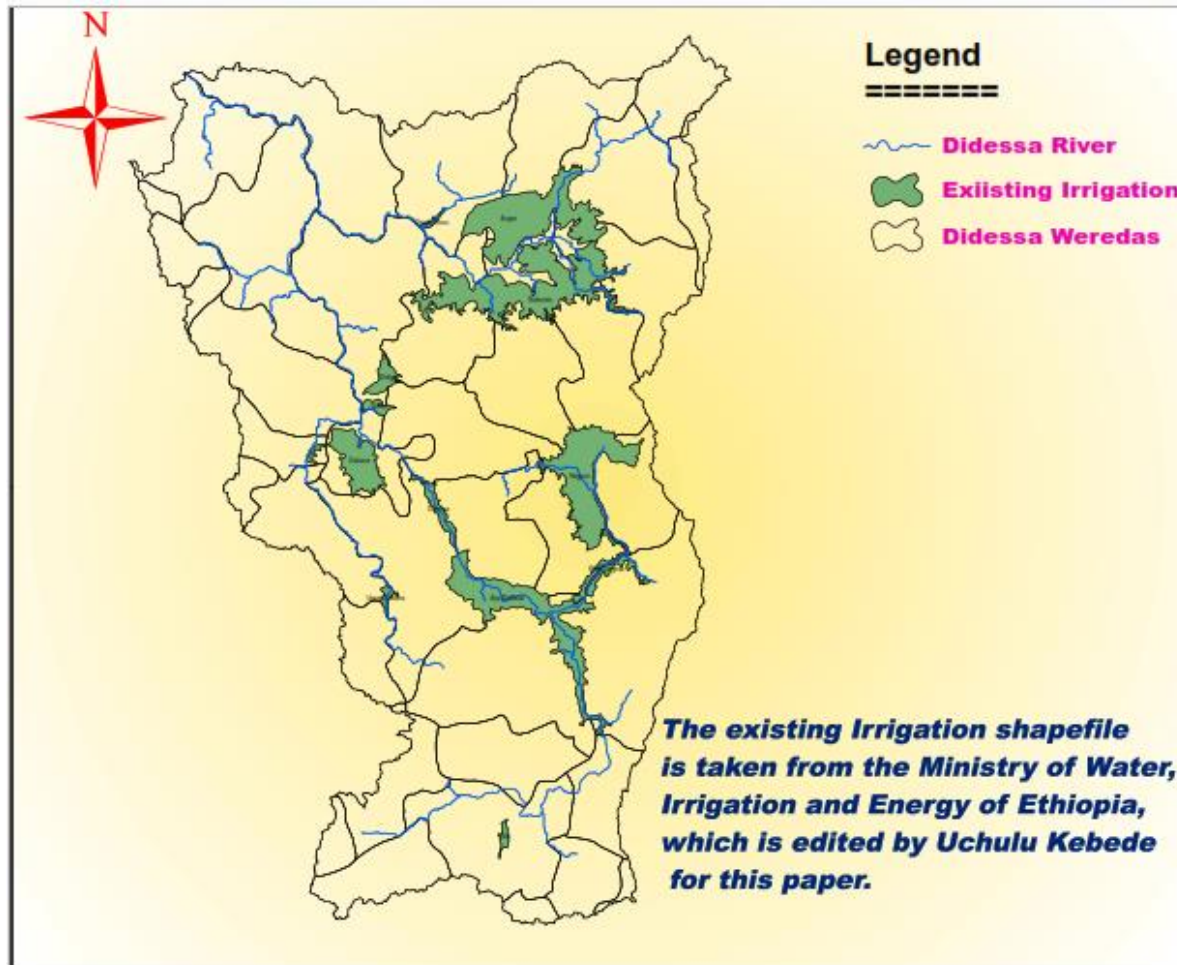 N
Legend
=======
Didessa River
Exiisting Irrigation
Didessa Weredas
The existing Irrigation shapefile
is taken from the Ministry of Water,
Irrigation and Energy of Ethiopia,
which is edited by Uchulu Kebede
for this paper.